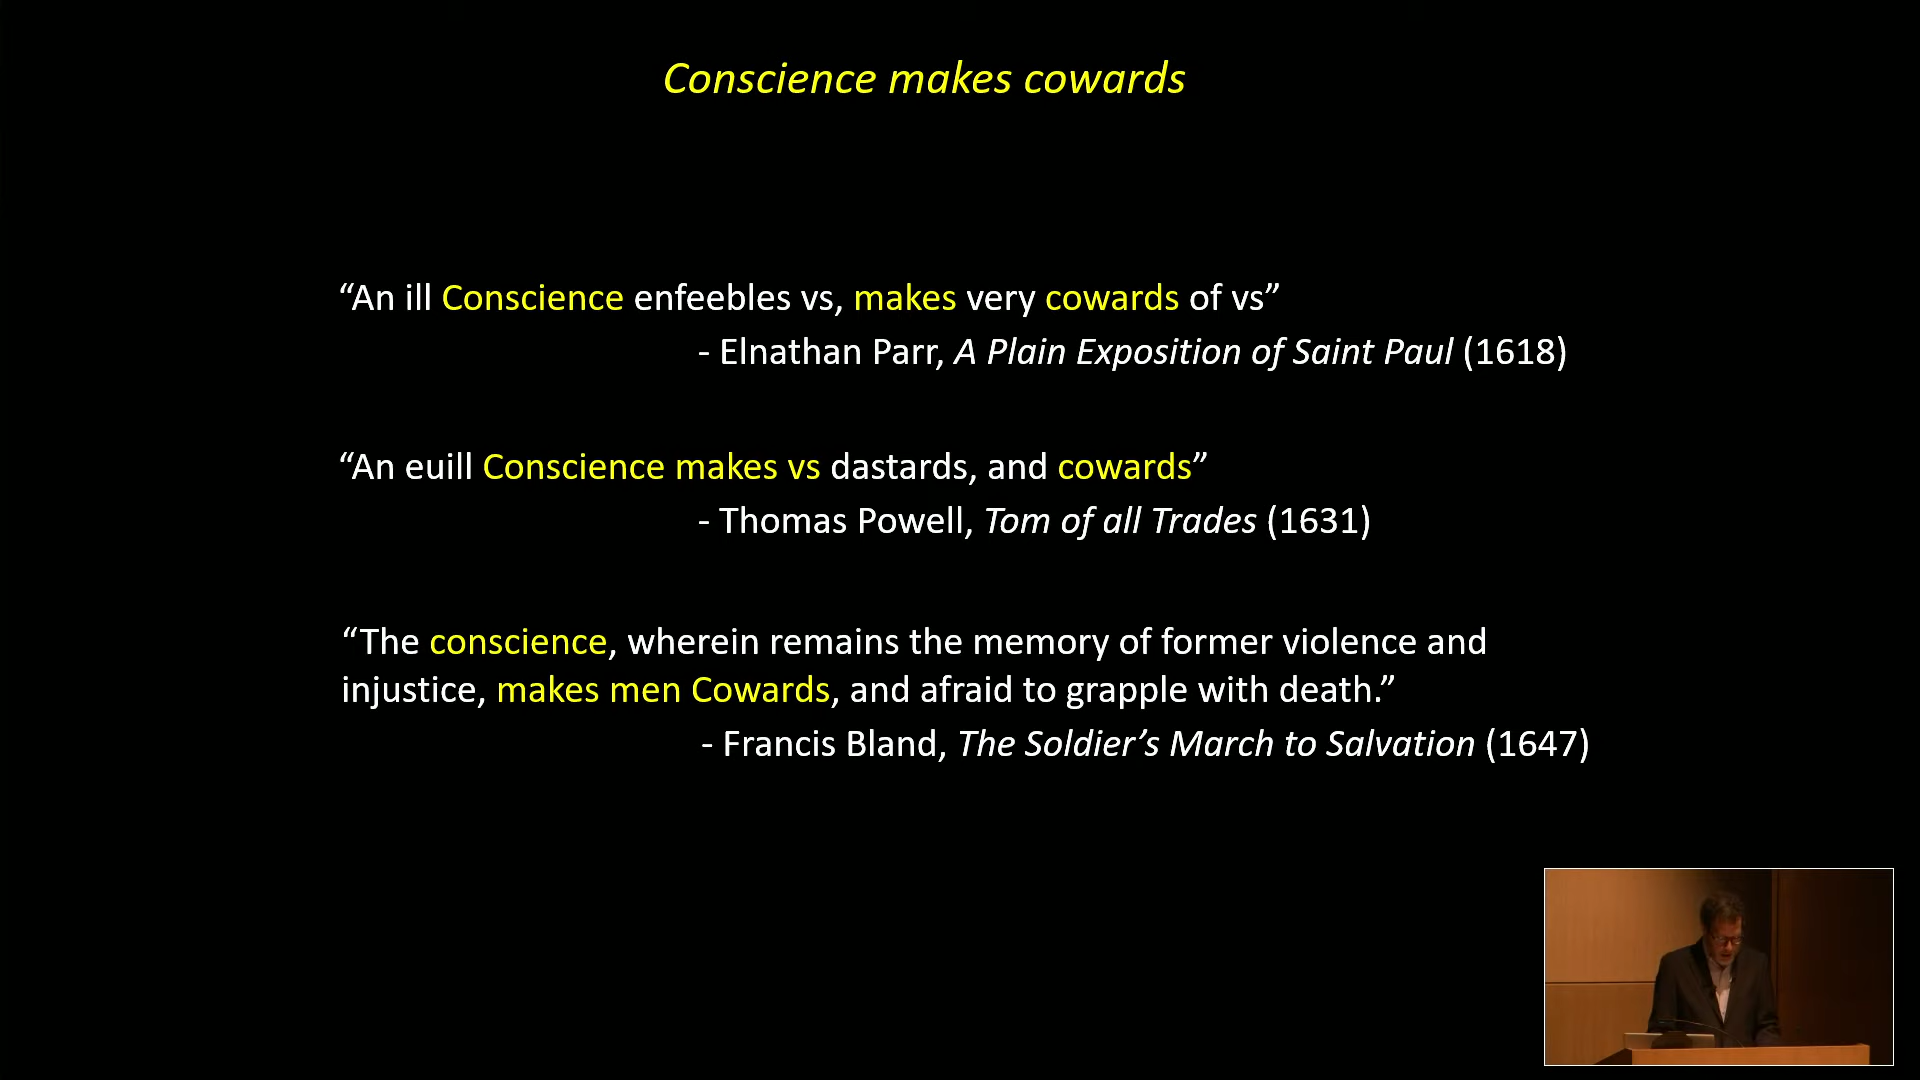 Conscience makes cowards
“An ill Conscience enfeebles vs, makes very cowards of vs”
- Elnathan Parr, A Plain Exposition of Saint Paul (1618)
“An euill Conscience makes vs dastards, and cowards”
- Thomas Powell, Tom of all Trades (1631)
“The conscience, wherein remains the memory of former violence and
injustice, makes men Cowards, and afraid to grapple with death.”
- Francis Bland, The Soldier’s March to Salvation (1647)